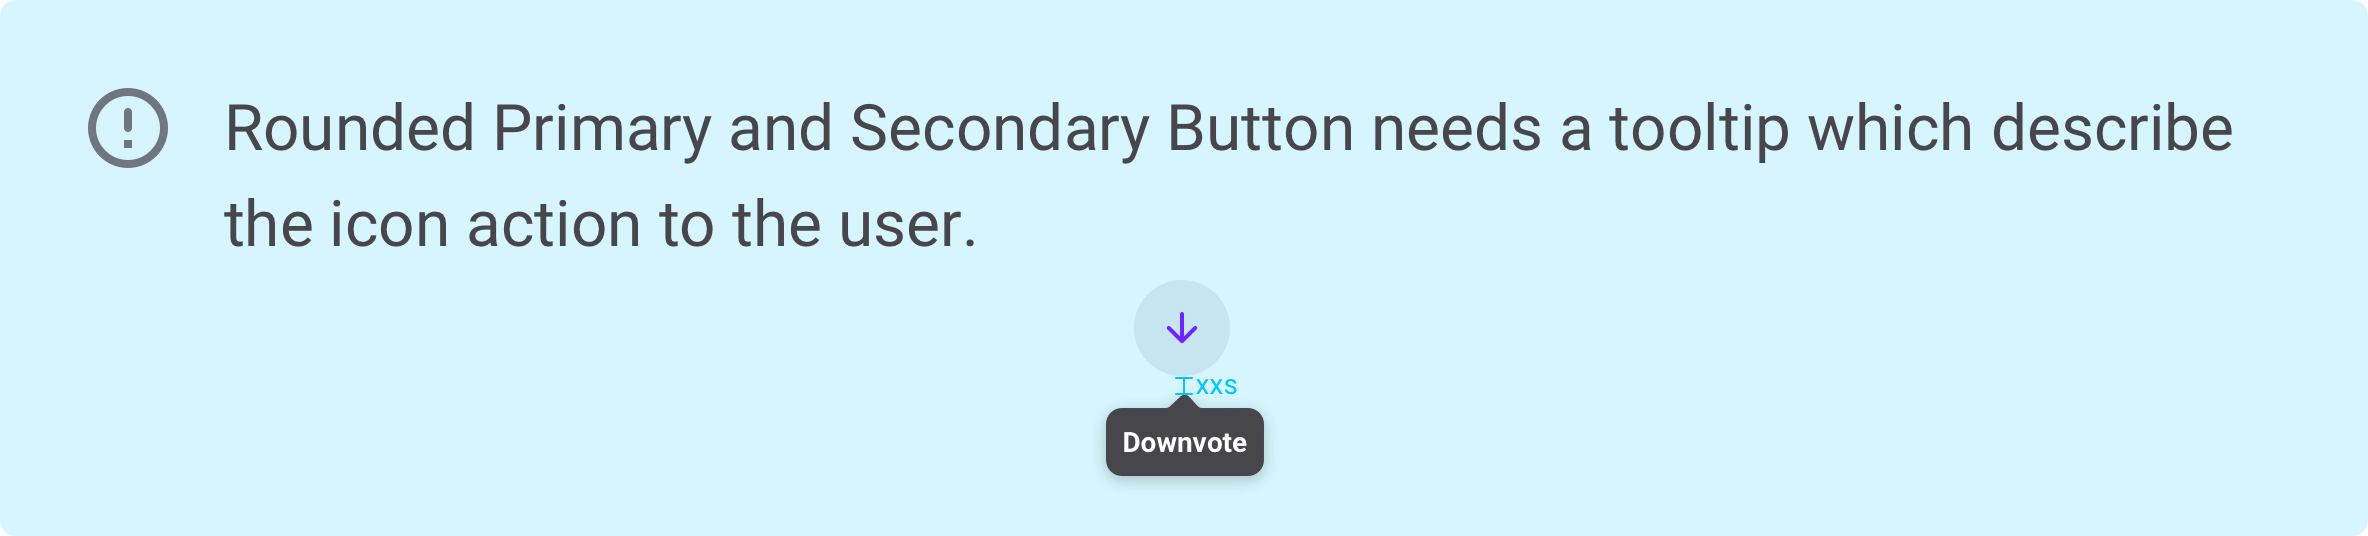 Rounded Primary and Secondary Button needs a tooltip which describe
the icon action to the user.
xxs
Downvote